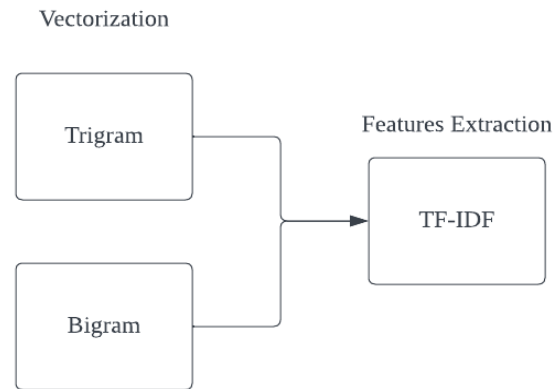 Vectorization
Trigram
Features Extraction
TF-IDF
Bigram